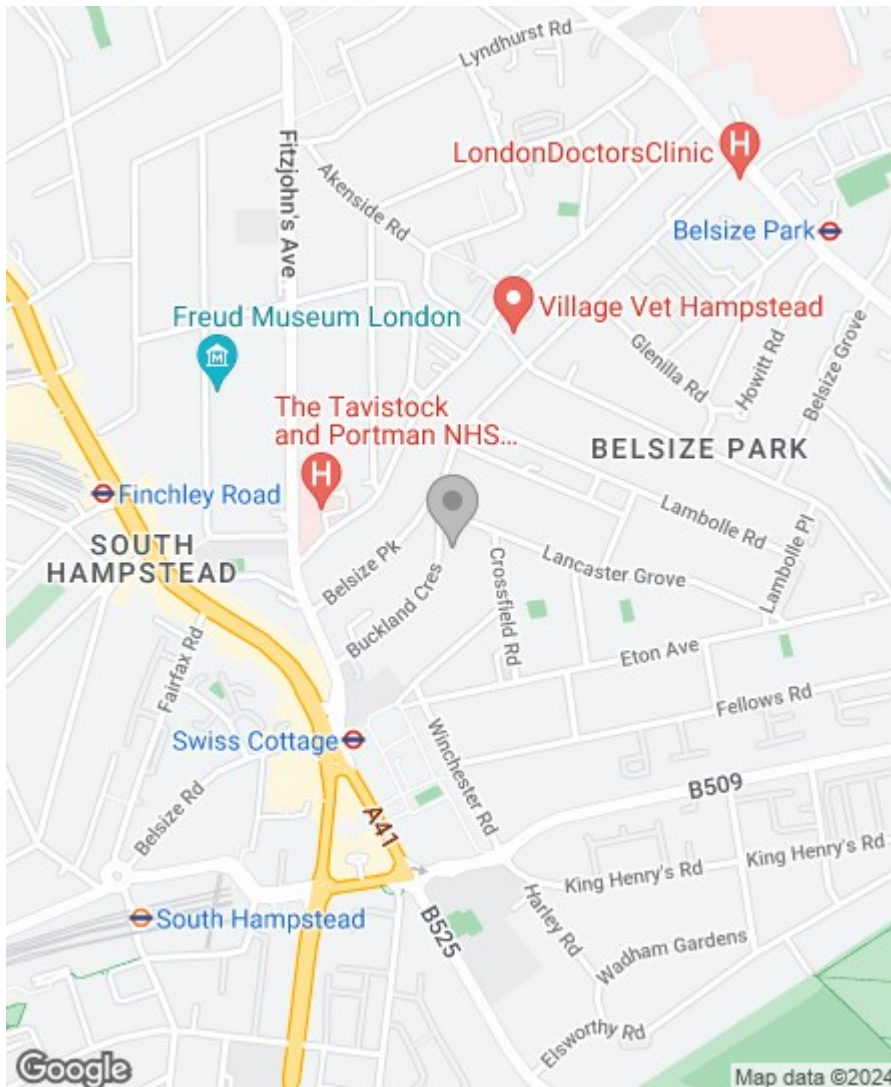 Lyndhurst Rd
Fitzjohn's Ave
LondonDoctorsClinic
Akenside Rd
Belsize Park
Freud Museum London
Village Vet Hampstead
Glenilla Rd
Howitt Rd
Belsize Grove
The Tavistock
and Portman NHS...
BELSIZE PARK
Finchley Road
Lambolle Rd
Lambolle Pl
SOUTH
HAMPSTEAD
Belsize Pk
Lancaster Grove
Buckland Cres
Crossfield Rd
Eton Ave
Fairfax Rd
Fellows Rd
Swiss Cottage
Winchester Rd
B509
Belsize Rd
A41
King Henry's Rd
King Henry's Rd
South Hampstead
Harley Rd
B525
Wadham Gardens
Elsworthy Rd
Google
Map data ©2024